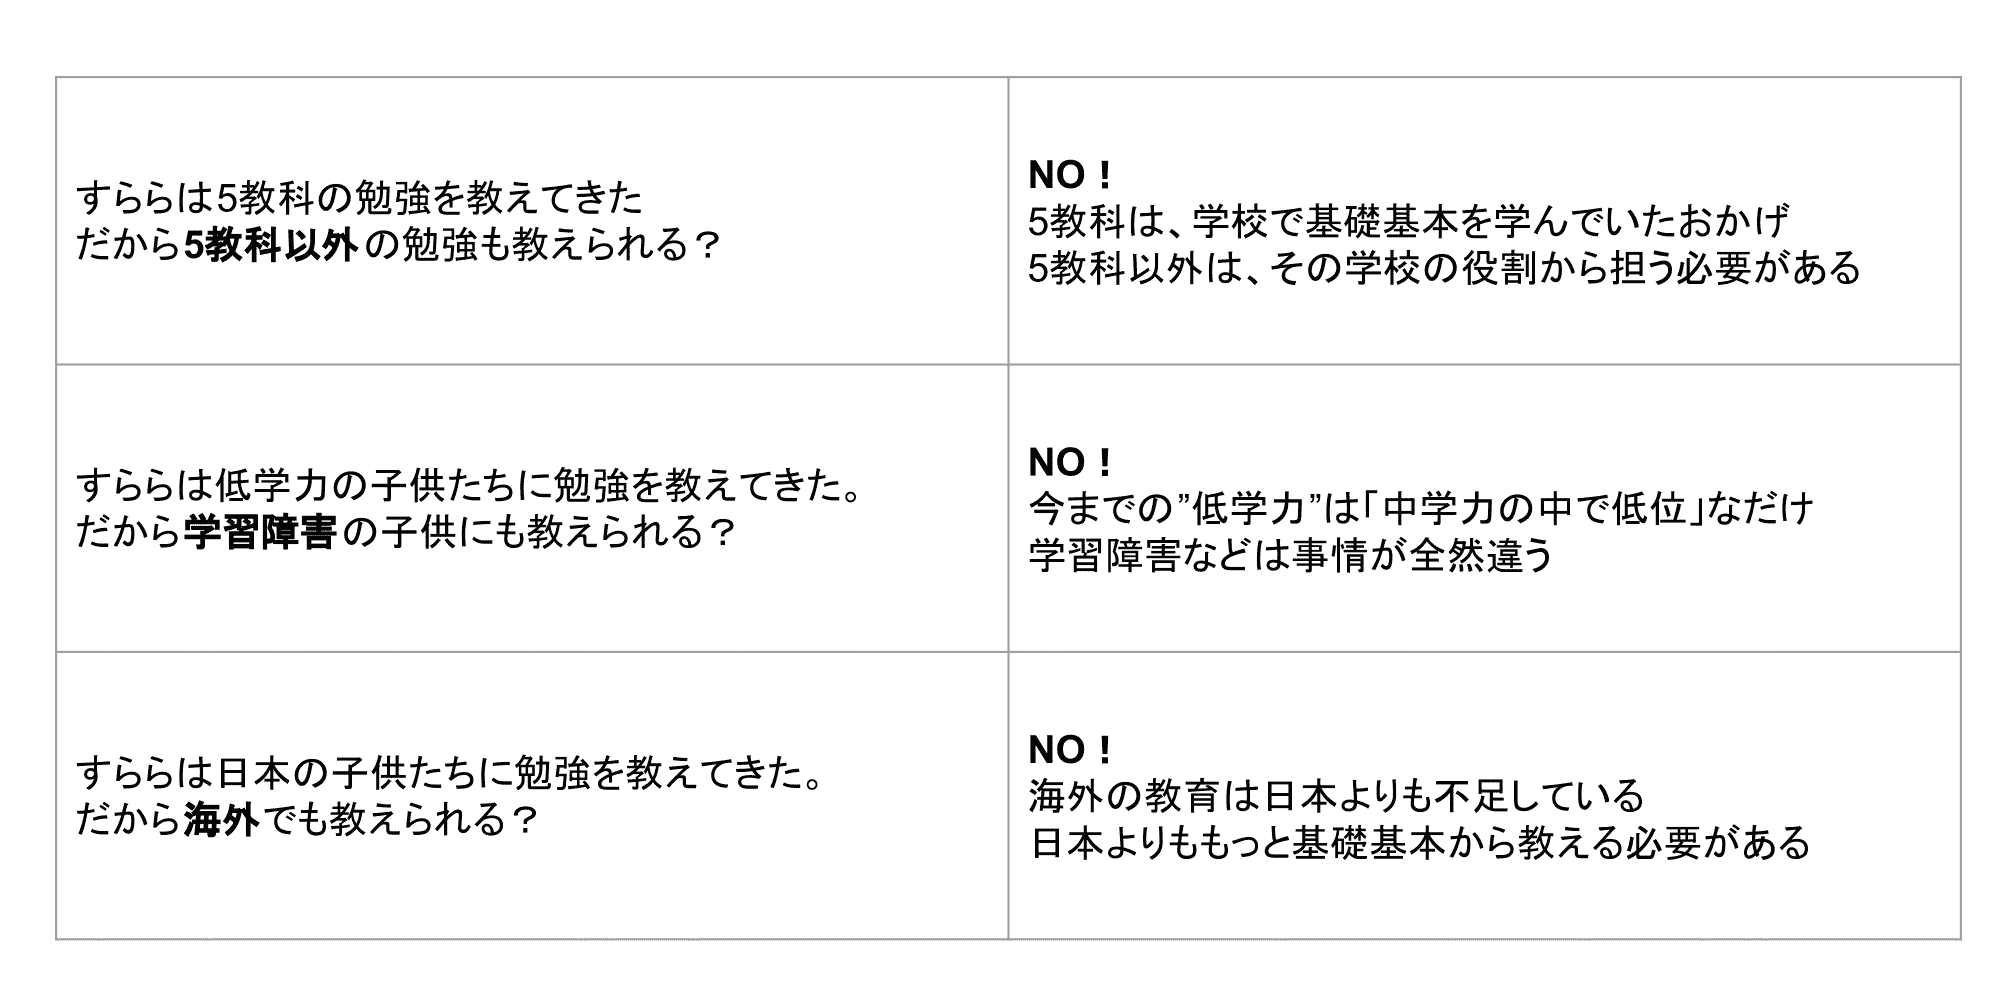 すららは5教科の勉強を教えてきた
だから5教科以外の勉強も教えられる？
NO！
5教科は、学校で基礎基本を学んでいたおかげ
5教科以外は、その学校の役割から担う必要がある
すららは低学力の子供たちに勉強を教えてきた。
だから学習障害の子供にも教えられる？
NO！
今までの”低学力”は「中学力の中で低位」なだけ
学習障害などは事情が全然違う
すららは日本の子供たちに勉強を教えてきた。
だから海外でも教えられる？
NO！
海外の教育は日本よりも不足している
日本よりももっと基礎基本から教える必要がある